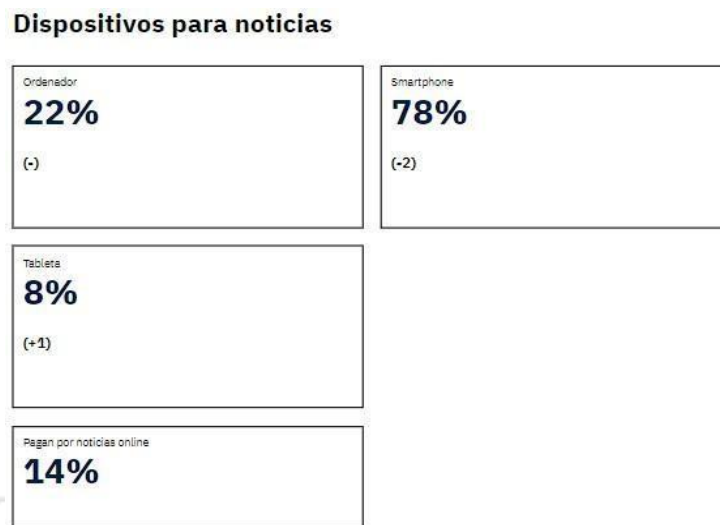 Dispositivos para noticias
Ordenador
22%
(-)
Smartphone
78%
(-2)
Tableta
8%
(+1)
Pagan por noticias online
14%